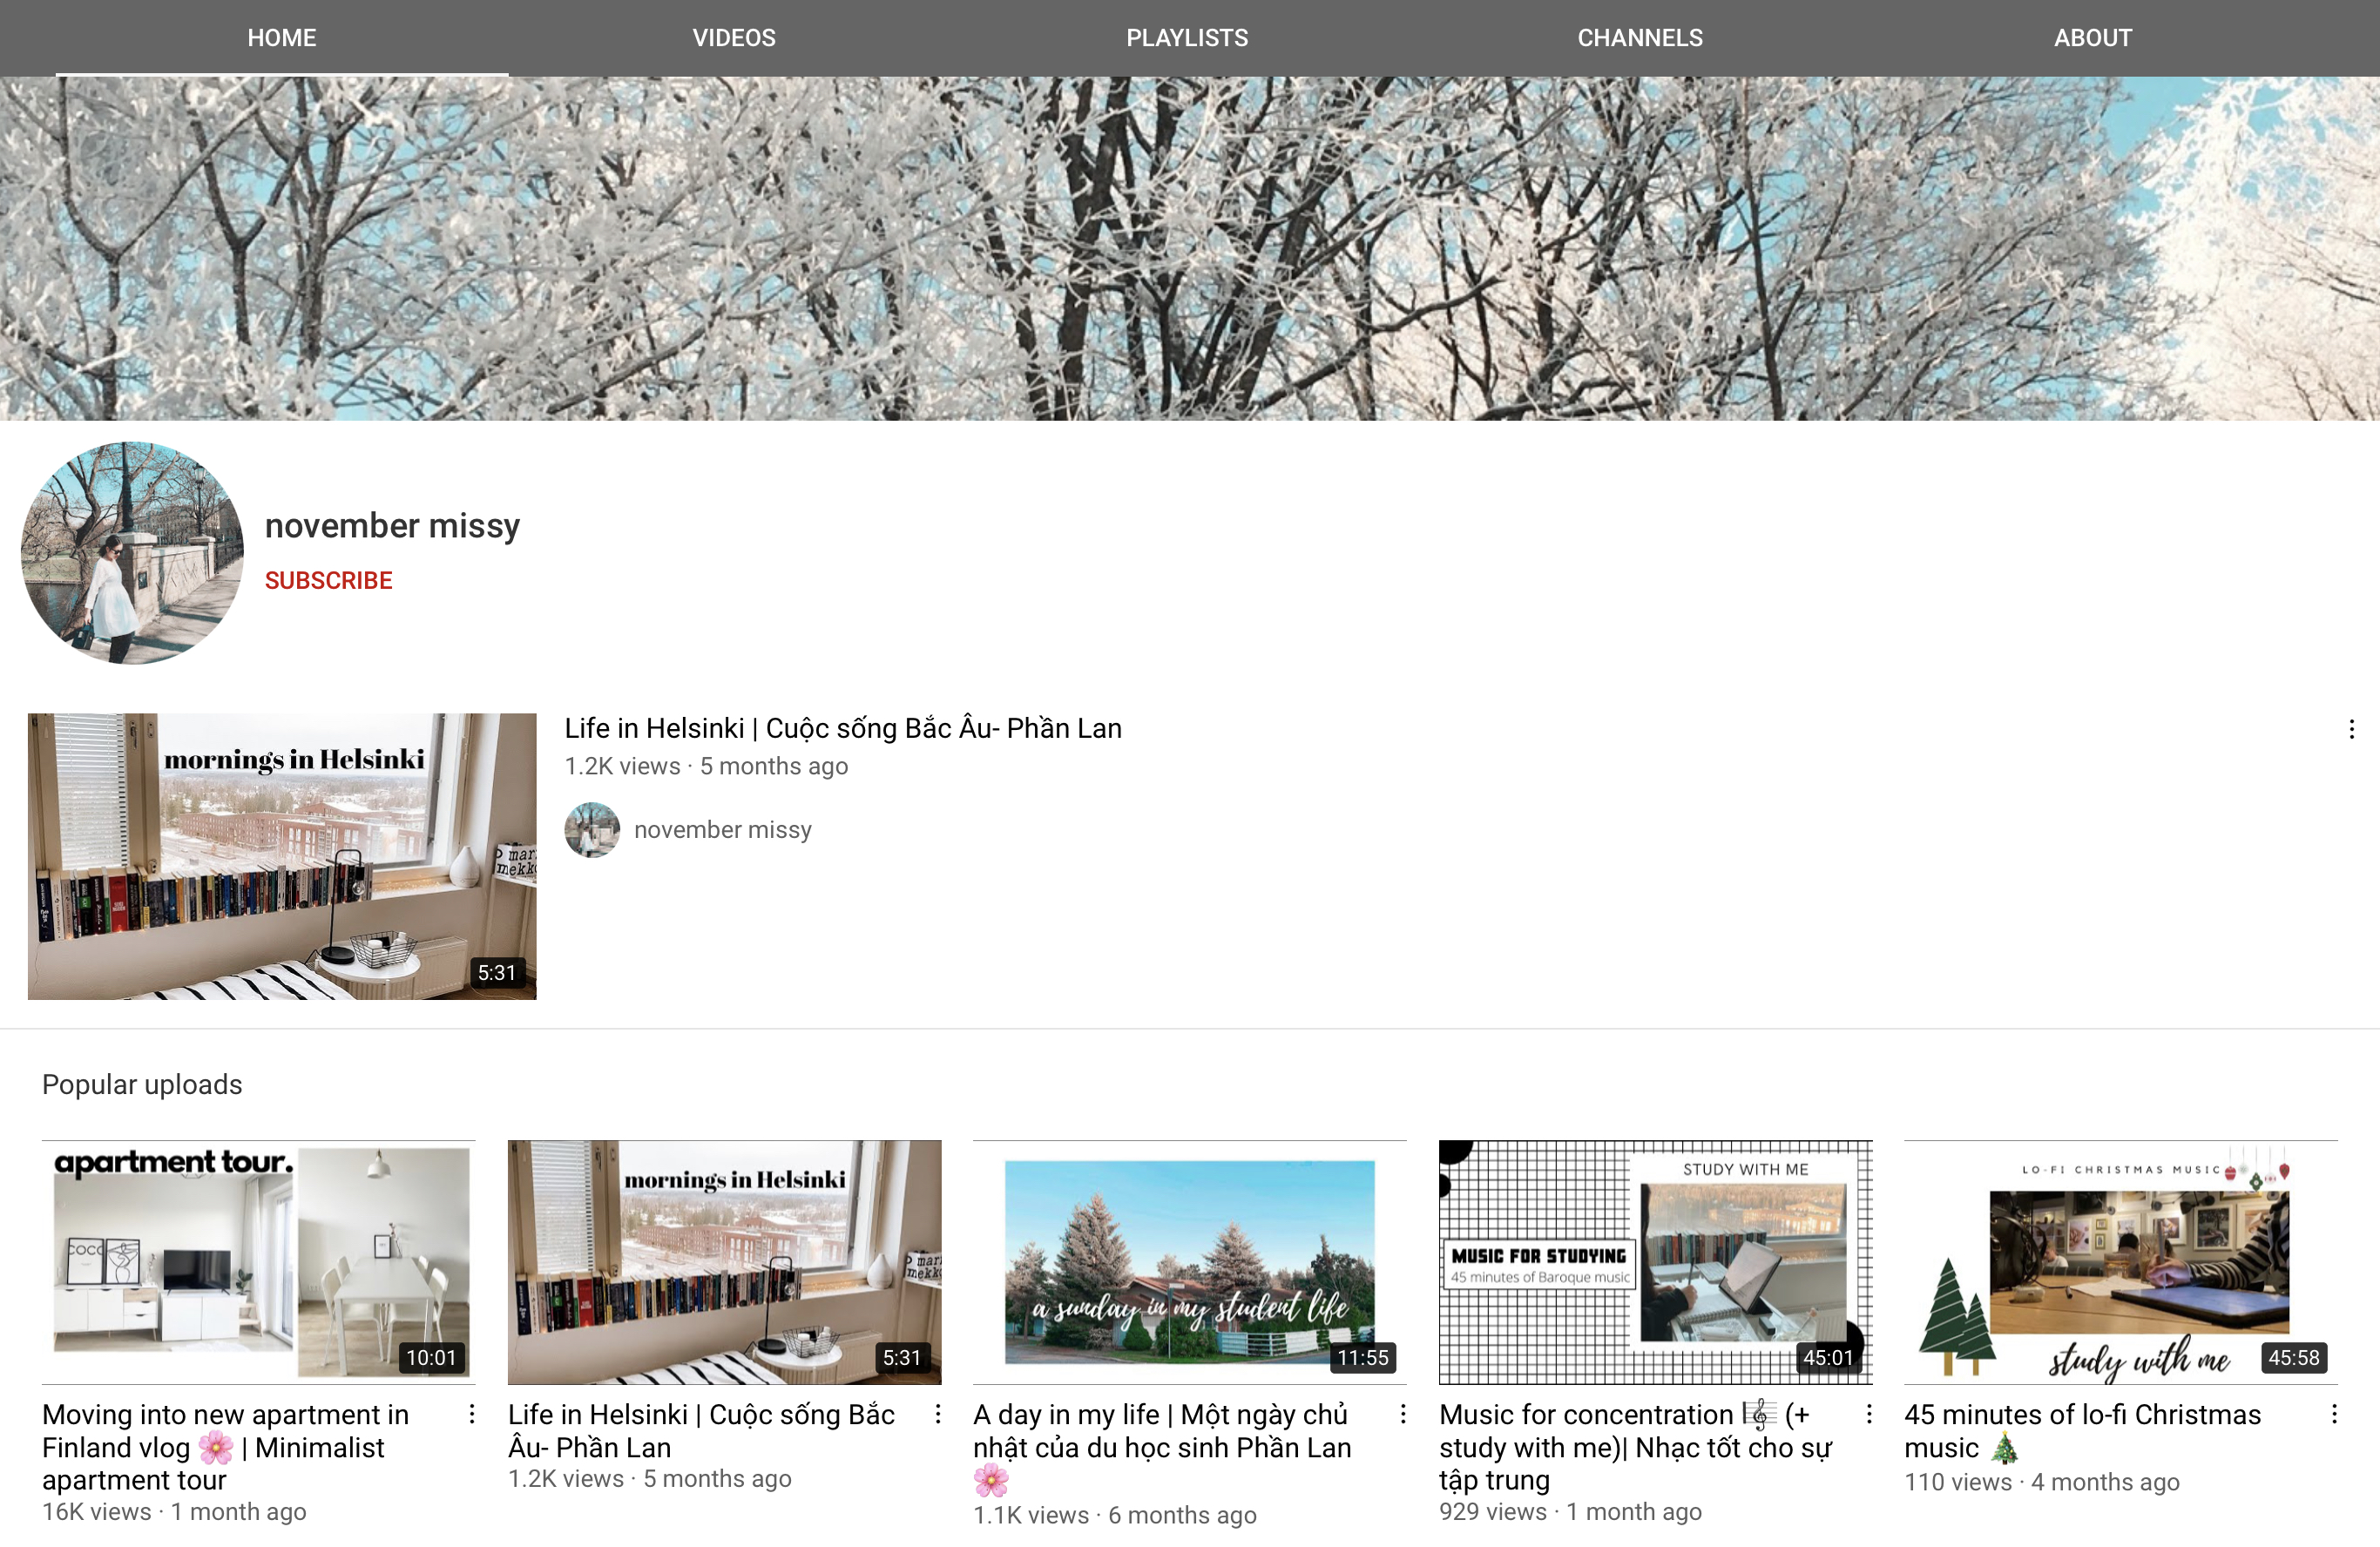 HOME
VIDEOS
PLAYLISTS
CHANNELS
ABOUT
november missy
SUBSCRIBE
mornings in Helsinki
mar
mekko
5:31
Life in Helsinki | Cuộc sống Bắc Âu- Phần Lan
1.2K views · 5 months ago
november missy
Popular uploads
apartment tour.
COCO
10:01
Moving into new apartment in
Finland vlog 🌸 | Minimalist
apartment tour
16K views · 1 month ago
mornings in Helsinki
mar
mekko
5:31
Life in Helsinki | Cuộc sống Bắc
Âu- Phần Lan
1.2K views · 5 months ago
a sunday in my student life
11:55
A day in my life | Một ngày chủ
nhật của du học sinh Phần Lan
🌸
1.1K views · 6 months ago
STUDY WITH ME
MUSIC FOR STUDYING
45 minutes of Baroque music
45:01
Music for concentration 🎼 (+
study with me)| Nhạc tốt cho sự
tập trung
929 views · 1 month ago
LO-FI CHRISTMAS MUSIC
study with me
45:58
45 minutes of lo-fi Christmas
music 🎄
110 views · 4 months ago